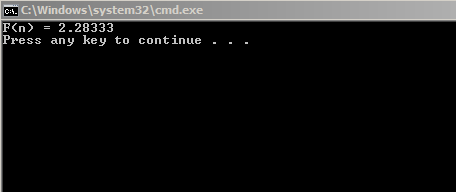 C:\Windows\system32\cmd.exe
F(n) = 2.28333
Press any key to continue . . .